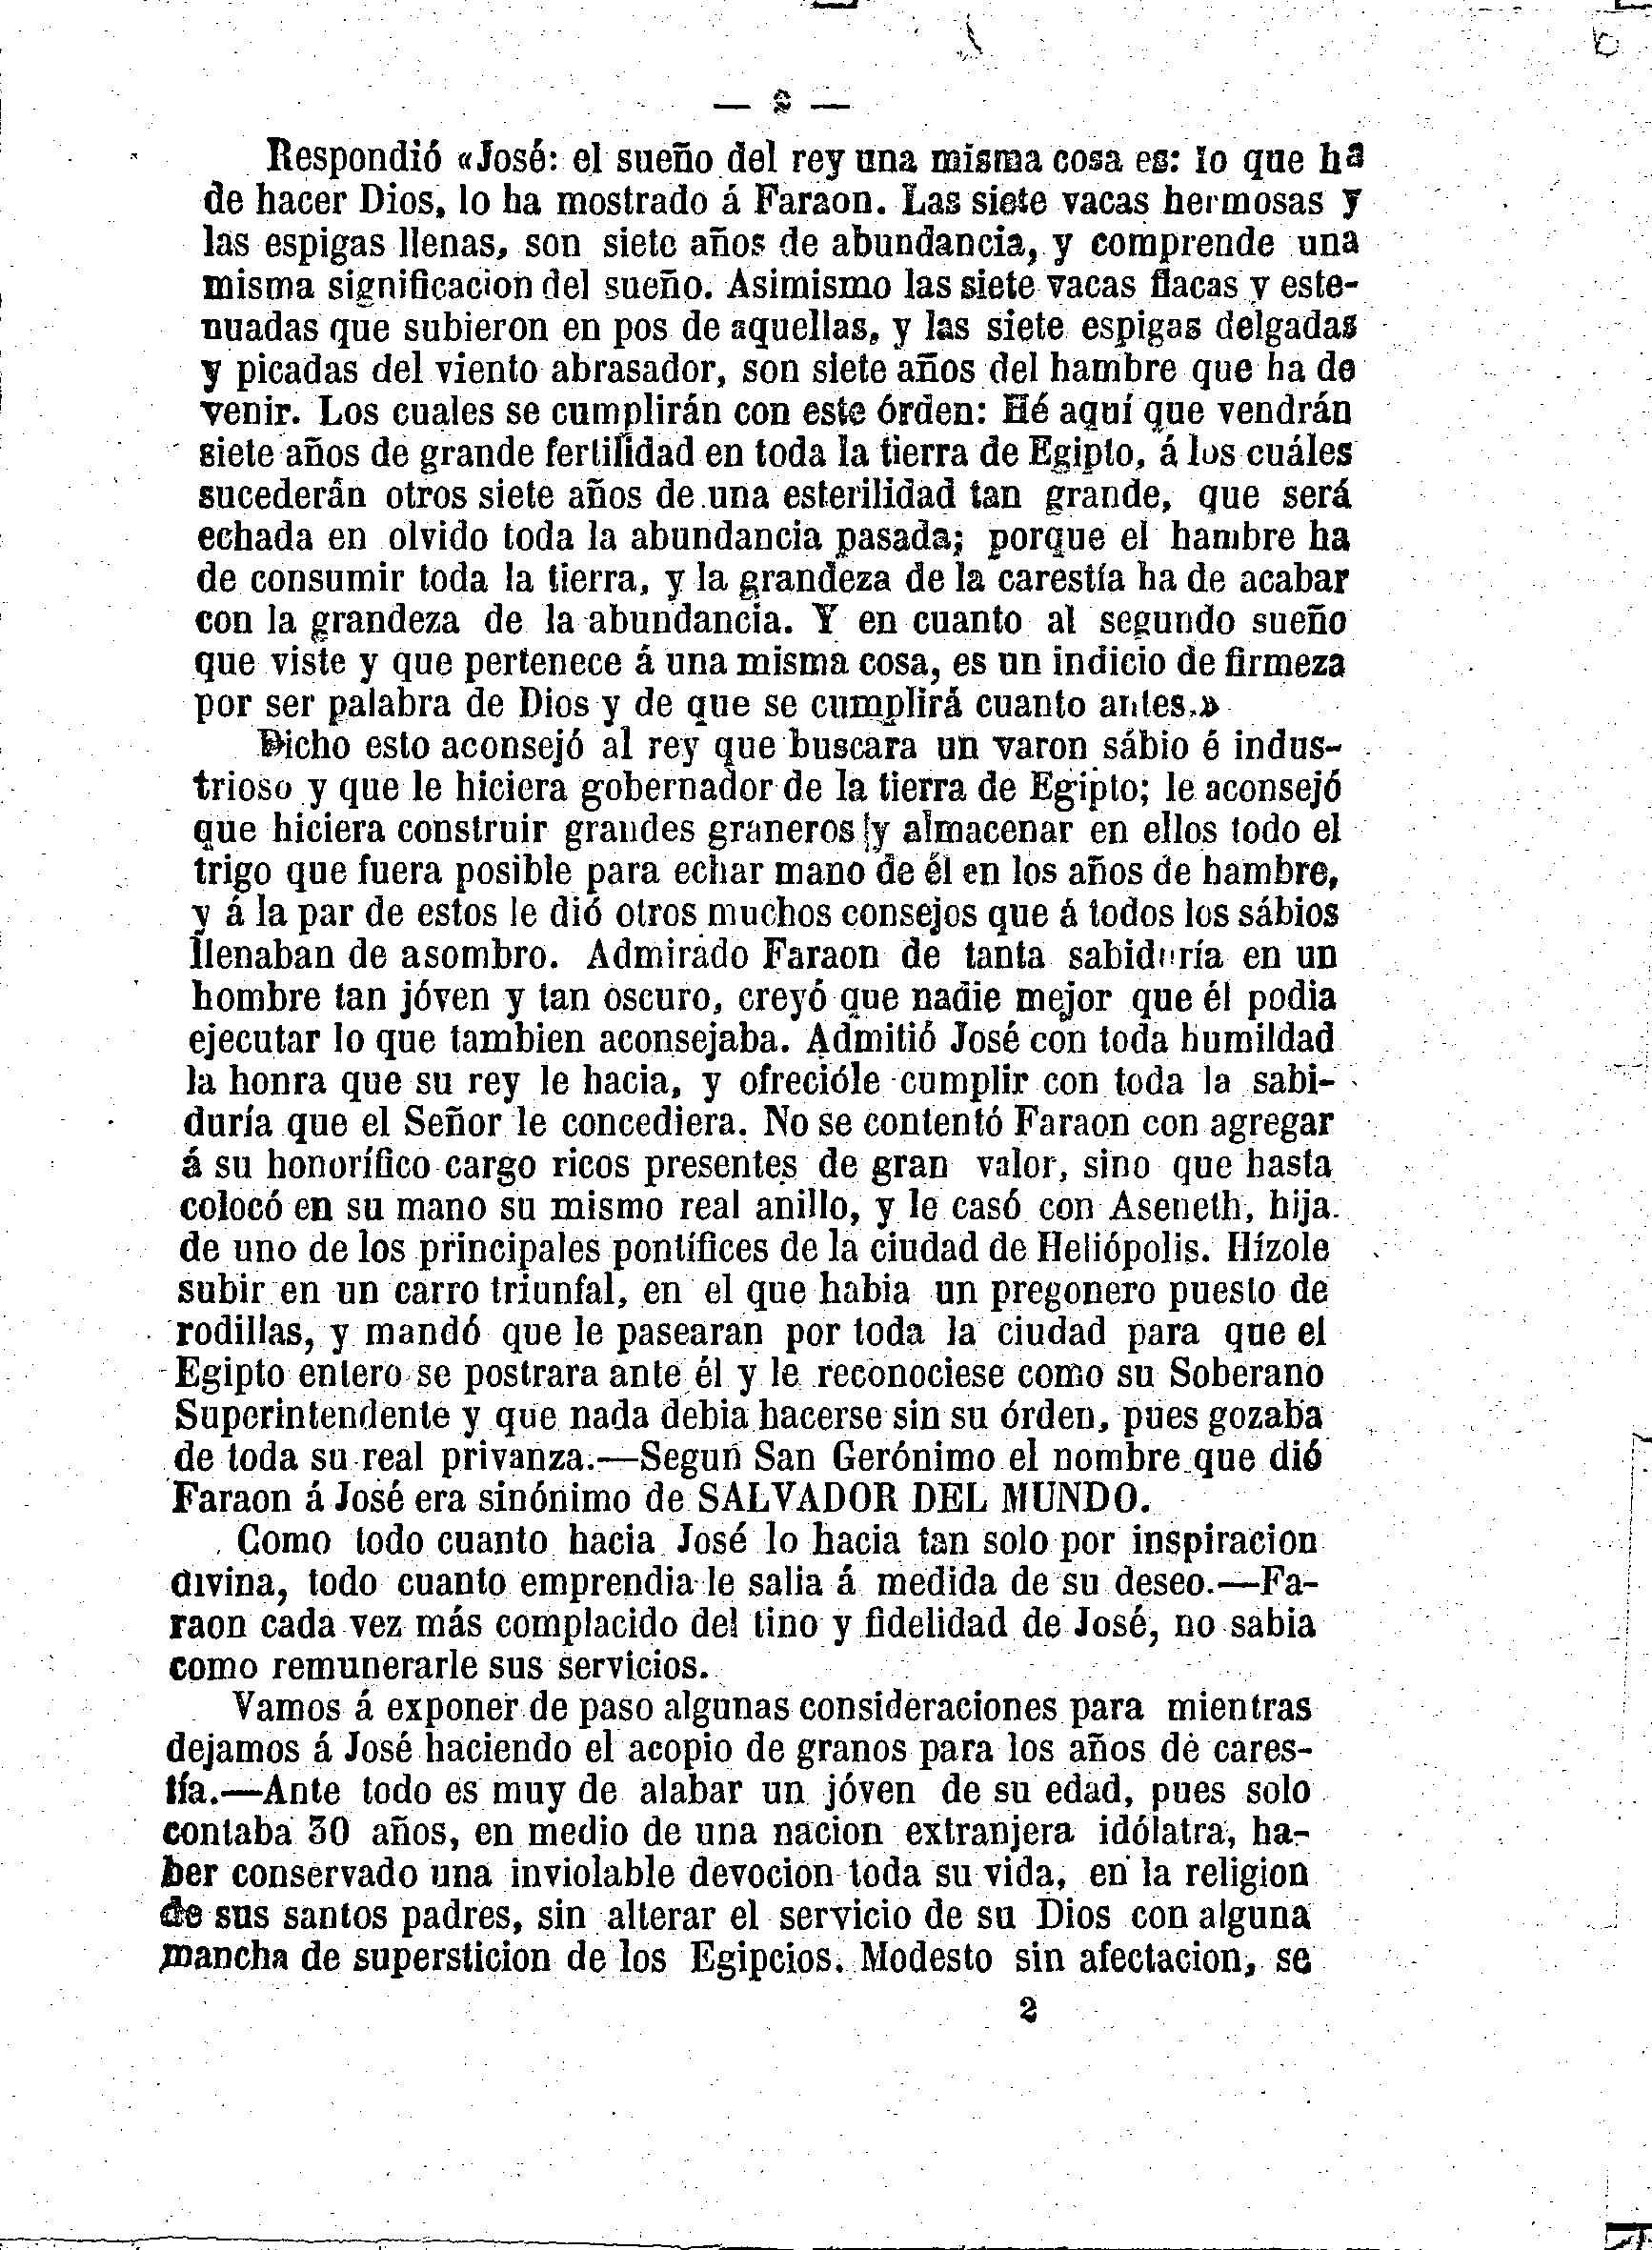 Respondió «José: el sueño del rey una misma cosa es: lo que ha
de hacer Dios, lo ha mostrado á Faraon. Las siete vacas hermosas y
las espigas llenas, son siete años de abundancia, y comprende una
misma significacion del sueño. Asimismo las siete vacas flacas y este-
nuadas que subieron en pos de aquellas, y las siete espigas delgadas
y picadas del viento abrasador, son siete años del hambre que ha de
venir. Los cuales se cumplirán con este órden: Hé aquí que vendrán
siete años de grande fertilidad en toda la tierra de Egipto, á los cuáles
sucederán otros siete años de una esterilidad tan grande, que será
echada en olvido toda la abundancia pasada; porque el hambre ha
de consumir toda la tierra, y la grandeza de la carestía ha de acabar
con la grandeza de la abundancia. Y en cuanto al segundo sueño
que viste y que pertenece á una misma cosa, es un indicio de firmeza
por ser palabra de Dios y de que se cumplirá cuanto antes.»
Dicho esto aconsejó al rey que buscara un varon sábio é indus-
trioso y que le hiciera gobernador de la tierra de Egipto; le aconsejó
que hiciera construir grandes graneros y almacenar en ellos todo el
trigo que fuera posible para echar mano de él en los años de hambre,
y á la par de estos le dió otros muchos consejos que á todos los sábios
llenaban de asombro. Admirado Faraon de tanta sabiduría en un
hombre tan jóven y tan oscuro, creyó que nadie mejor que él podia
ejecutar lo que tambien aconsejaba. Admitió José con toda humildad
la honra que su rey le hacia, y ofrecióle cumplir con toda la sabi-
duría que el Señor le concediera. No se contentó Faraon con agregar
á su honorífico cargo ricos presentes de gran valor, sino que hasta
colocó en su mano su mismo real anillo, y le casó con Aseneth, hija
de uno de los principales pontífices de la ciudad de Heliópolis. Hízole
subir en un carro triunfal, en el que habia un pregonero puesto de
rodillas, y mandó que le pasearan por toda la ciudad para que el
Egipto entero se postrara ante él y le reconociese como su Soberano
Superintendente y que nada debia hacerse sin su órden, pues gozaba
de toda su real privanza.—Segun San Gerónimo el nombre que dió
Faraon á José era sinónimo de SALVADOR DEL MUNDO.
Como todo cuanto hacia José lo hacia tan solo por inspiracion
divina, todo cuanto emprendia le salia á medida de su deseo.—Fa-
raon cada vez más complacido del tino y fidelidad de José, no sabia
como remunerarle sus servicios.
Vamos á exponer de paso algunas consideraciones para mientras
dejamos á José haciendo el acopio de granos para los años de cares-
tía.—Ante todo es muy de alabar un jóven de su edad, pues solo
contaba 30 años, en medio de una nacion extranjera idólatra, ha-
ber conservado una inviolable devocion toda su vida, en la religion
de sus santos padres, sin alterar el servicio de su Dios con alguna
mancha de supersticion de los Egipcios. Modesto sin afectacion, se
2